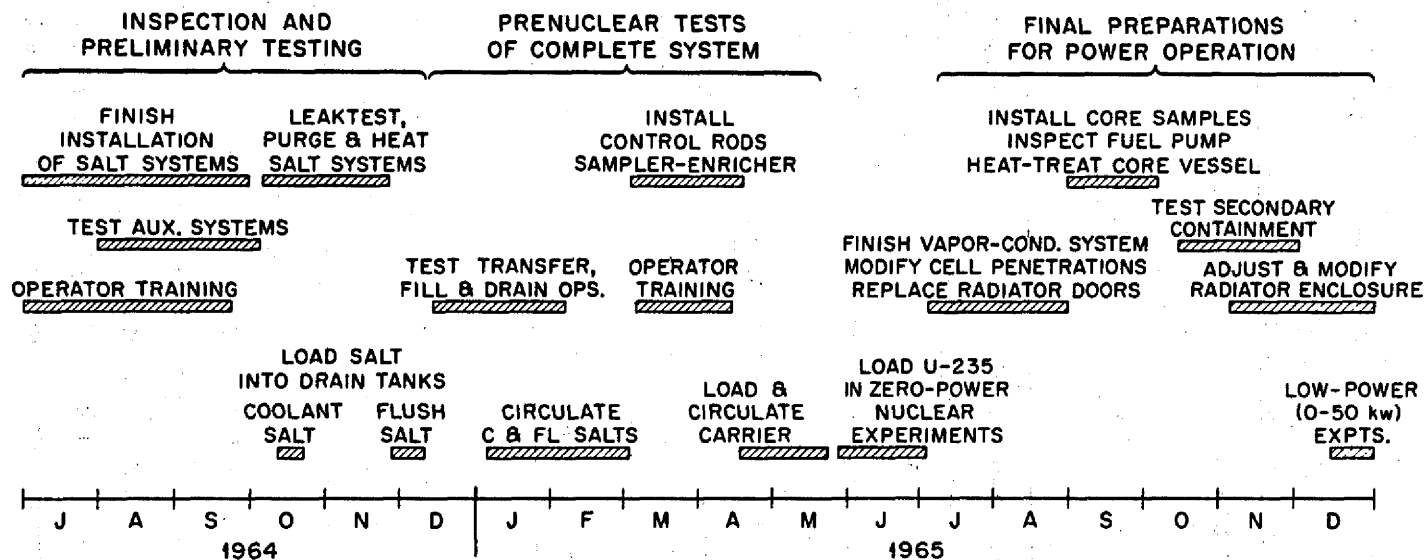 INSPECTION AND
PRELIMINARY TESTING
PRENUCLEAR TESTS
OF COMPLETE SYSTEM
FINAL PREPARATIONS
FOR POWER OPERATION
FINISH
INSTALLATION
OF SALT SYSTEMS
LEAKTEST,
PURGE & HEAT
SALT SYSTEMS
INSTALL
CONTROL RODS
SAMPLER-ENRICHER
INSTALL CORE SAMPLES
INSPECT FUEL PUMP
HEAT-TREAT CORE VESSEL
TEST AUX. SYSTEMS
TEST SECONDARY
CONTAINMENT
OPERATOR TRAINING
TEST TRANSFER,
FILL & DRAIN OPS.
OPERATOR
TRAINING
FINISH VAPOR-COND. SYSTEM
MODIFY CELL PENETRATIONS
REPLACE RADIATOR DOORS
ADJUST & MODIFY
RADIATOR ENCLOSURE
LOAD SALT
INTO DRAIN TANKS
COOLANT
SALT
FLUSH
SALT
CIRCULATE
C & FL SALTS
LOAD &
CIRCULATE
CARRIER
LOAD U-235
IN ZERO-POWER
NUCLEAR
EXPERIMENTS
LOW-POWER
(0-50 kw)
EXPTS.
J A S O N D J F M A M J J A S O N D
1964 1965